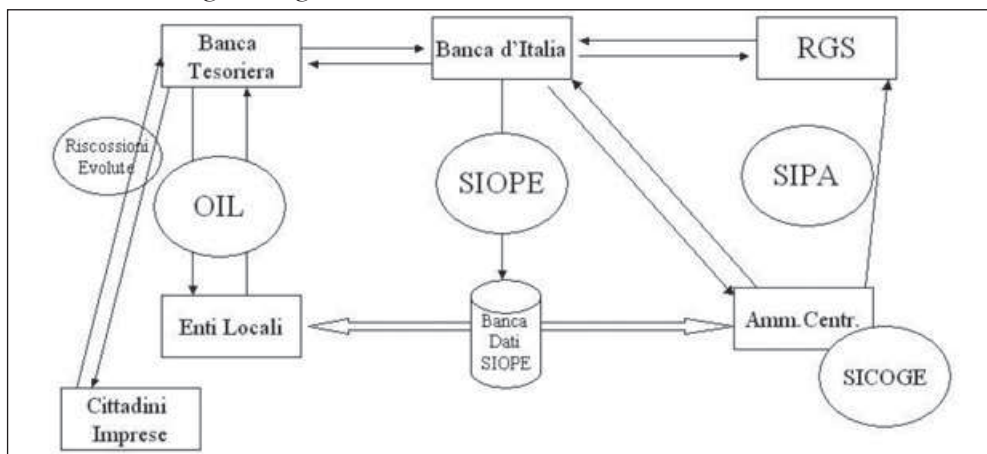 Banca
Tesoriera
Banca d'Italia
RGS
Riscossioni
Evolute
OIL
SIOPE
SIPA
Enti Locali
Banca
Dati
SIOPE
Amm.Centr.
SICOGE
Cittadini
Imprese